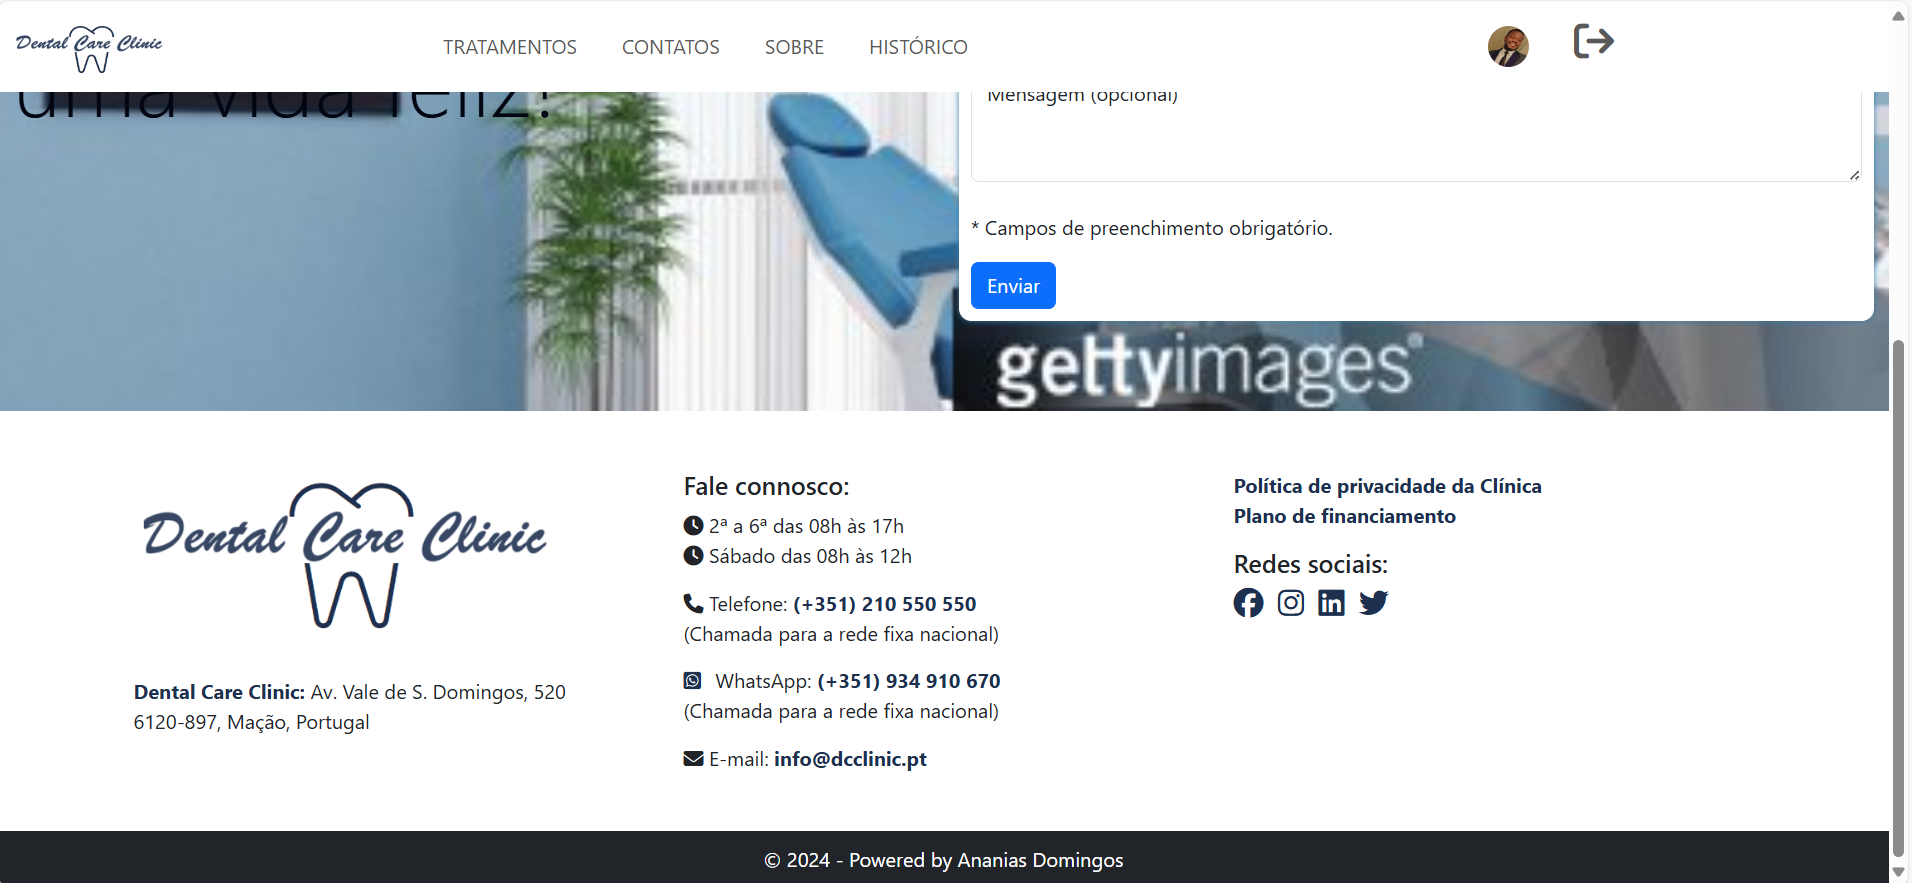 Dental Care Clinic
TRATAMENTOS
CONTATOS
SOBRE
HISTÓRICO
uma vida feliz!
Mensagem (opcional)
* Campos de preenchimento obrigatório.
Enviar
gettyimages®
Dental Care Clinic
Dental Care Clinic: Av. Vale de S. Domingos, 520
6120-897, Mação, Portugal
Fale connosco:
2ª a 6ª das 08h às 17h
Sábado das 08h às 12h
Telefone: (+351) 210 550 550
(Chamada para a rede fixa nacional)
WhatsApp: (+351) 934 910 670
(Chamada para a rede fixa nacional)
E-mail: info@dcclinic.pt
Política de privacidade da Clínica
Plano de financiamento
Redes sociais:
© 2024 - Powered by Ananias Domingos